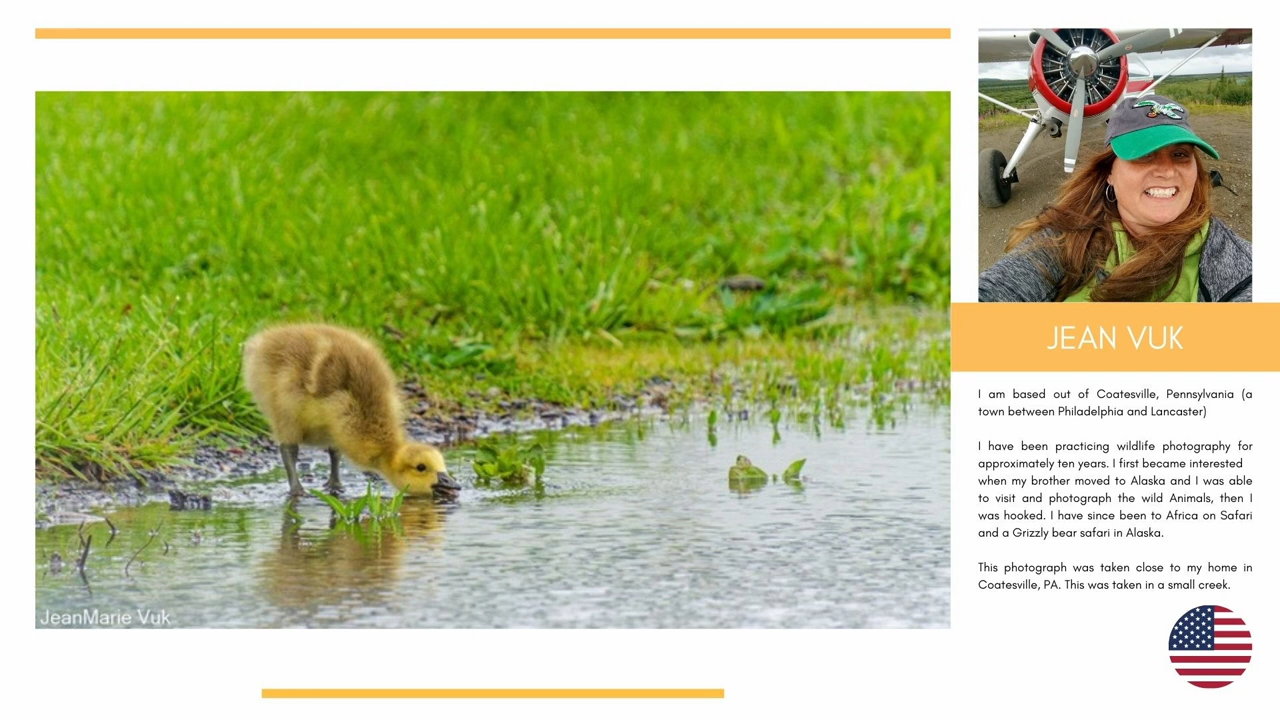 JEAN VUK
I am based out of Coatesville, Pennsylvania (a
town between Philadelphia and Lancaster)
I have been practicing wildlife photography for
approximately ten years. I first became interested
when my brother moved to Alaska and I was able
to visit and photograph the wild Animals, then I
was hooked. I have since been to Africa on Safari
and a Grizzly bear safari in Alaska.
This photograph was taken close to my home in
Coatesville, PA. This was taken in a small creek.
JeanMarie Vuk